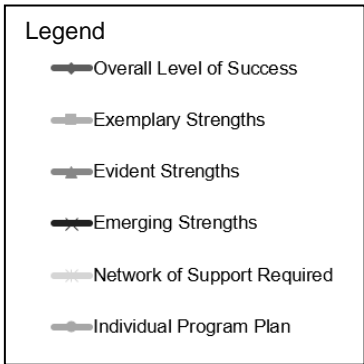 Legend
Overall Level of Success
Exemplary Strengths
Evident Strengths
Emerging Strengths
Network of Support Required
Individual Program Plan